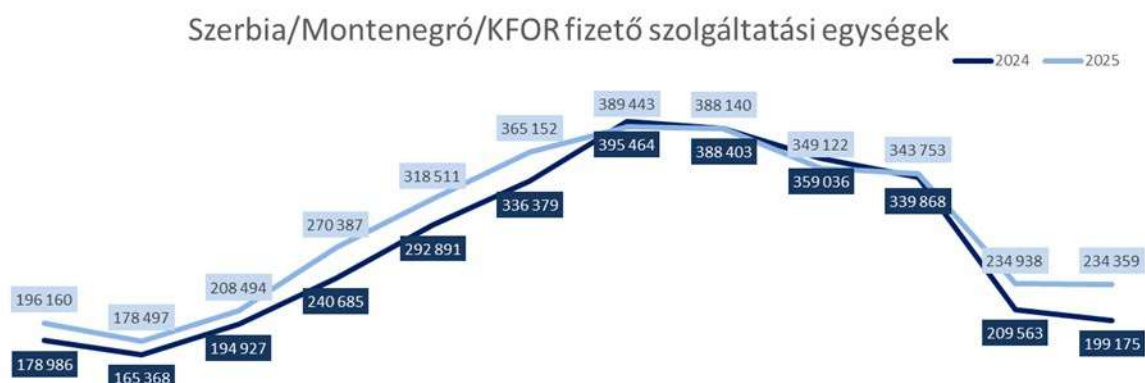 Szerbia/Montenegró/KFOR fizető szolgáltatási egységek
2024 2025
389 443 388 140
365 152
395 464 388 403 349 122 343 753
318 511
359 036
336 379 339 868
270 387
292 891
234 938 234 359
208 494 240 685
196 160
178 497
209 563
194 927 199 175
178 986
165 368